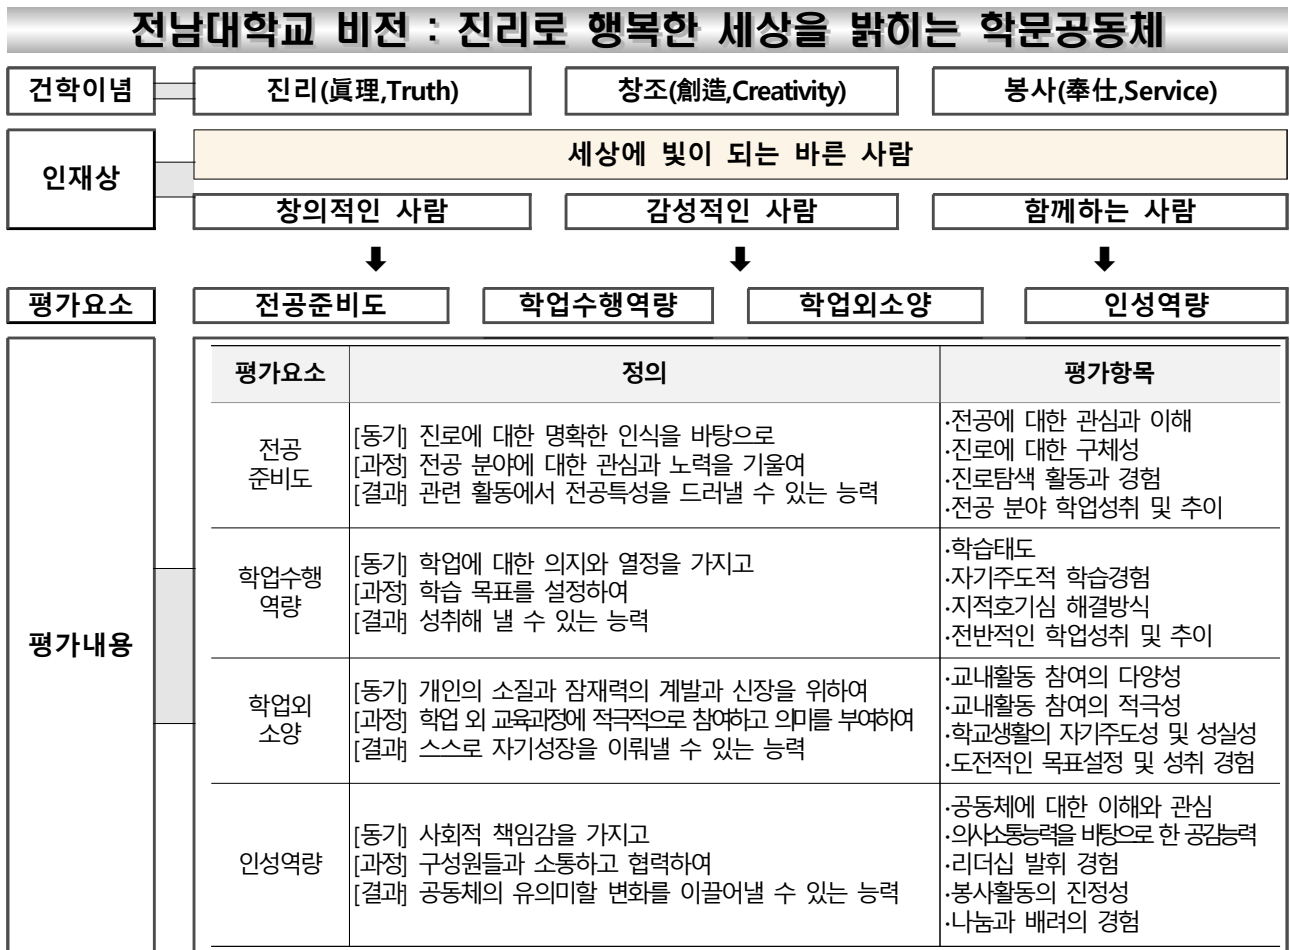 전남대학교 비전 : 진리로 행복한 세상을 밝히는 학문공동체
건학이념
진리(眞理,Truth)
창조(創造,Creativity)
봉사(奉仕,Service)
인재상
세상에 빛이 되는 바른 사람
창의적인 사람
감성적인 사람
함께하는 사람
평가요소
전공준비도
학업수행역량
학업외소양
인성역량
평가내용
평가요소
정의
평가항목
전공
준비도
[동기] 진로에 대한 명확한 인식을 바탕으로
[과정] 전공 분야에 대한 관심과 노력을 기울여
[결과] 관련 활동에서 전공특성을 드러낼 수 있는 능력
·전공에 대한 관심과 이해
·진로에 대한 구체성
·진로탐색 활동과 경험
·전공 분야 학업성취 및 추이
학업수행
역량
[동기] 학업에 대한 의지와 열정을 가지고
[과정] 학습 목표를 설정하여
[결과] 성취해 낼 수 있는 능력
·학습태도
·자기주도적 학습경험
·지적호기심 해결방식
·전반적인 학업성취 및 추이
학업외
소양
[동기] 개인의 소질과 잠재력의 계발과 신장을 위하여
[과정] 학업 외 교육과정에 적극적으로 참여하고 의미를 부여하여
[결과] 스스로 자기성장을 이뤄낼 수 있는 능력
·교내활동 참여의 다양성
·교내활동 참여의 적극성
·학교생활의 자기주도성 및 성실성
·도전적인 목표설정 및 성취 경험
인성역량
[동기] 사회적 책임감을 가지고
[과정] 구성원들과 소통하고 협력하여
[결과] 공동체의 유의미할 변화를 이끌어낼 수 있는 능력
·공동체에 대한 이해와 관심
·의사소통능력을 바탕으로 한 공감능력
·리더십 발휘 경험
·봉사활동의 진정성
·나눔과 배려의 경험